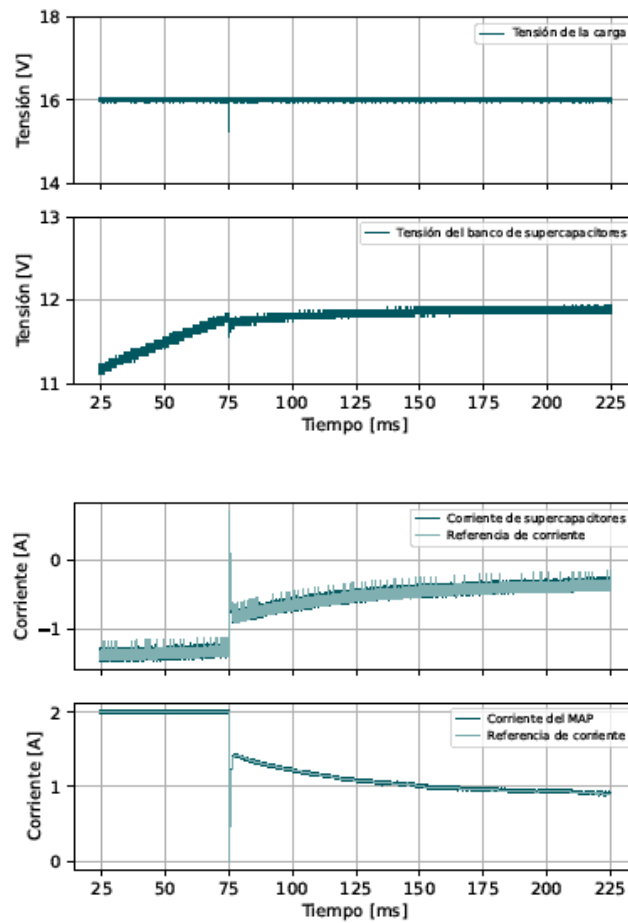 18
16
14
Tensión [V]
Tensión de la carga
13
12
11
Tensión [V]
Tensión del banco de supercapacitores
25 50 75 100 125 150 175 200 225
Tiempo [ms]
0
−1
Corriente [A]
Corriente de supercapacitores
Referencia de corriente
2
1
0
Corriente [A]
Corriente del MAP
Referencia de corriente
25 50 75 100 125 150 175 200 225
Tiempo [ms]